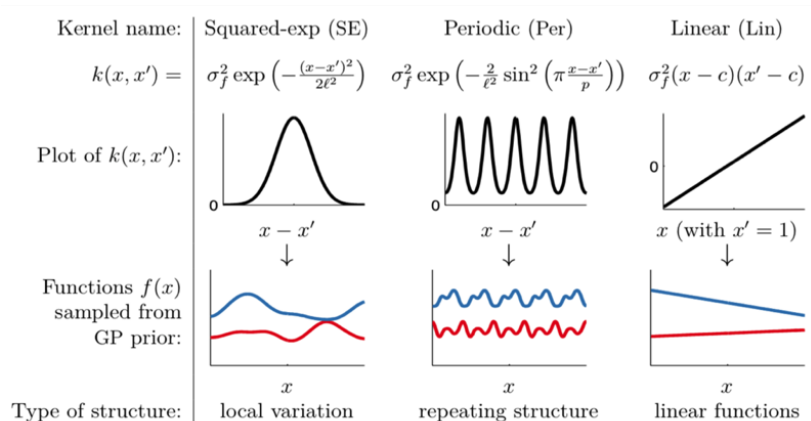 Kernel name: Squared-exp (SE) Periodic (Per) Linear (Lin)
k(x, x′) = σ_f^2 exp(−(x−x′)^2/2ℓ^2) σ_f^2 exp(−2/ℓ^2 sin^2(π x−x′/p)) σ_f^2(x − c)(x′ − c)
Plot of k(x, x′): 0 0 0
x − x′ x − x′ x (with x′ = 1)
↓ ↓ ↓
Functions f(x)
sampled from
GP prior:
x x x
Type of structure: local variation repeating structure linear functions